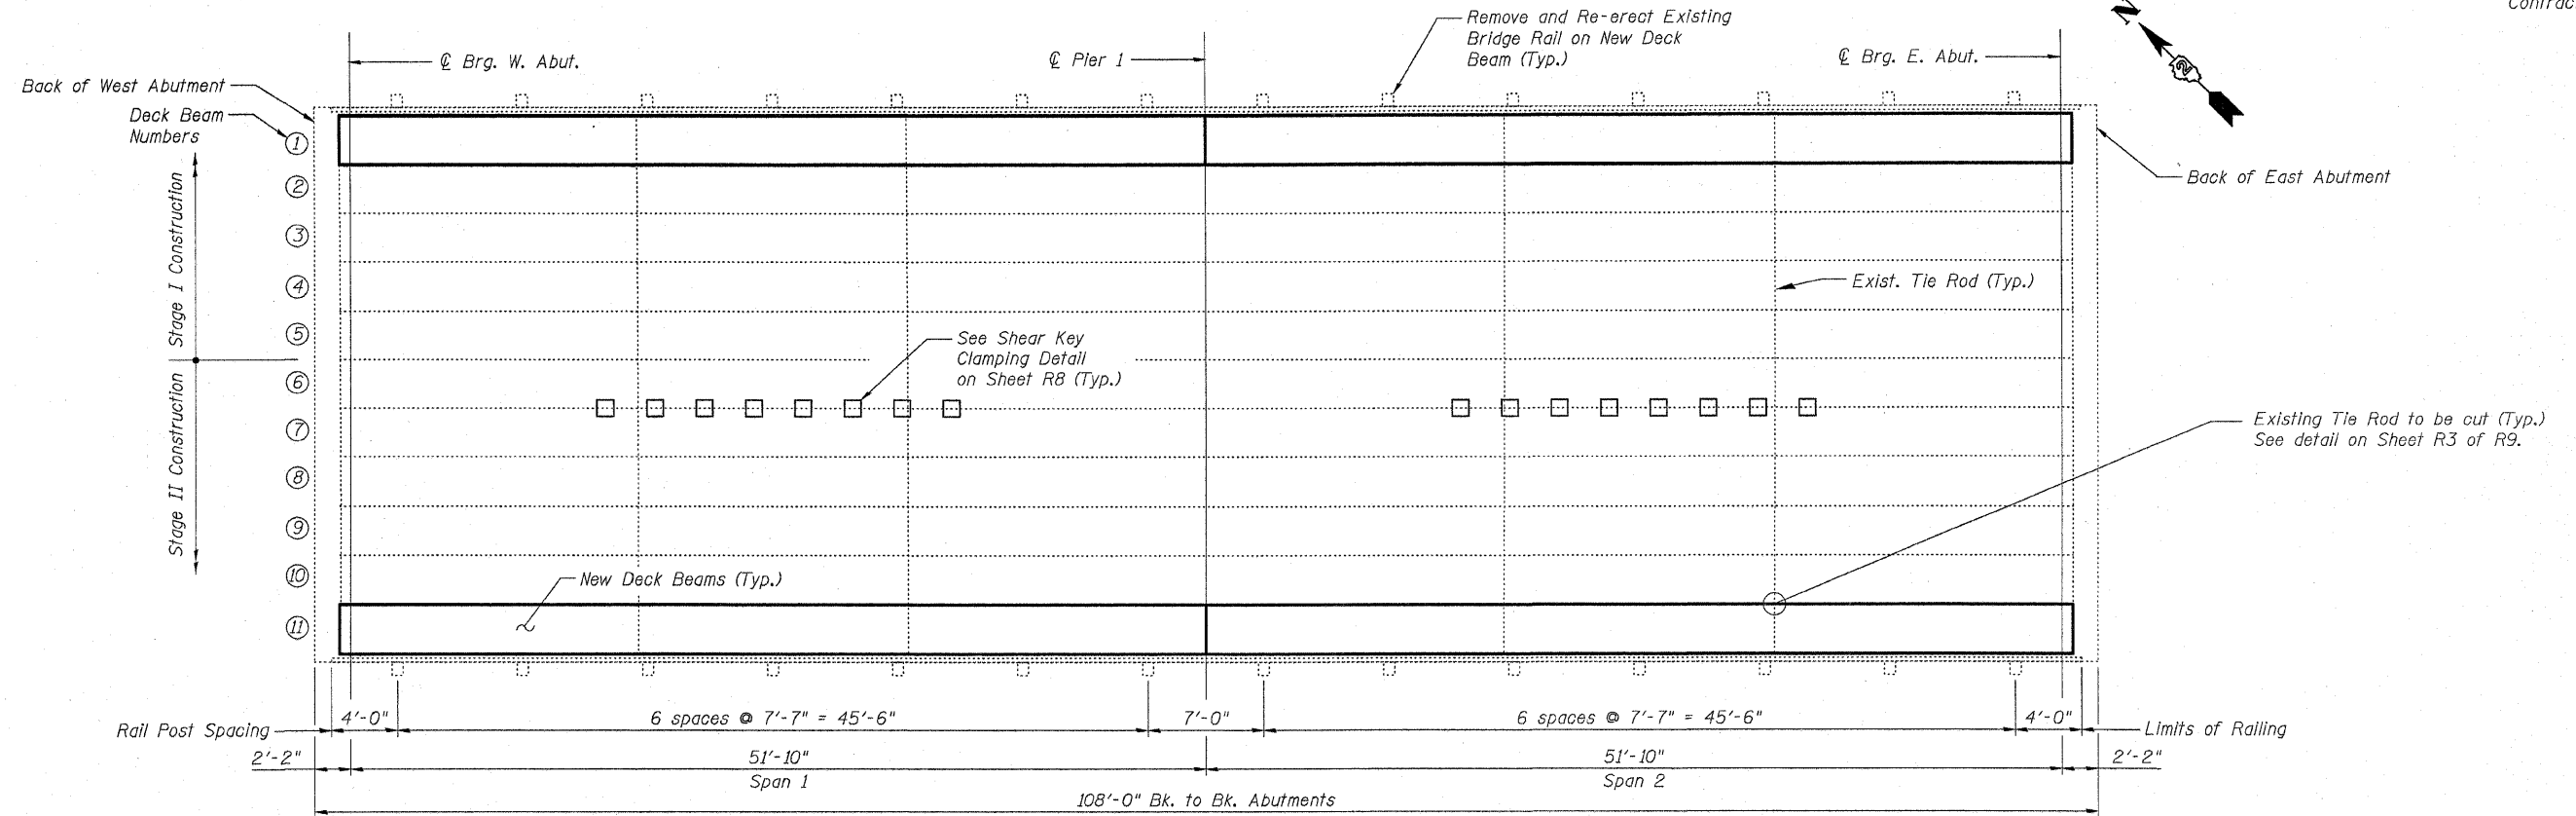 Contrac
Remove and Re-erect Existing
Bridge Rail on New Deck
Beam (Typ.)
N
2
℄ Brg. W. Abut.
℄ Pier 1
℄ Brg. E. Abut.
Back of West Abutment
Deck Beam
Numbers
1
2
3
4
5
6
7
8
9
10
11
Stage I Construction
Stage II Construction
Back of East Abutment
Exist. Tie Rod (Typ.)
See Shear Key
Clamping Detail
on Sheet R8 (Typ.)
Existing Tie Rod to be cut (Typ.)
See detail on Sheet R3 of R9.
New Deck Beams (Typ.)
Rail Post Spacing
4'-0"
6 spaces @ 7'-7" = 45'-6"
7'-0"
6 spaces @ 7'-7" = 45'-6"
4'-0"
Limits of Railing
2'-2"
51'-10"
51'-10"
2'-2"
Span 1
Span 2
108'-0" Bk. to Bk. Abutments